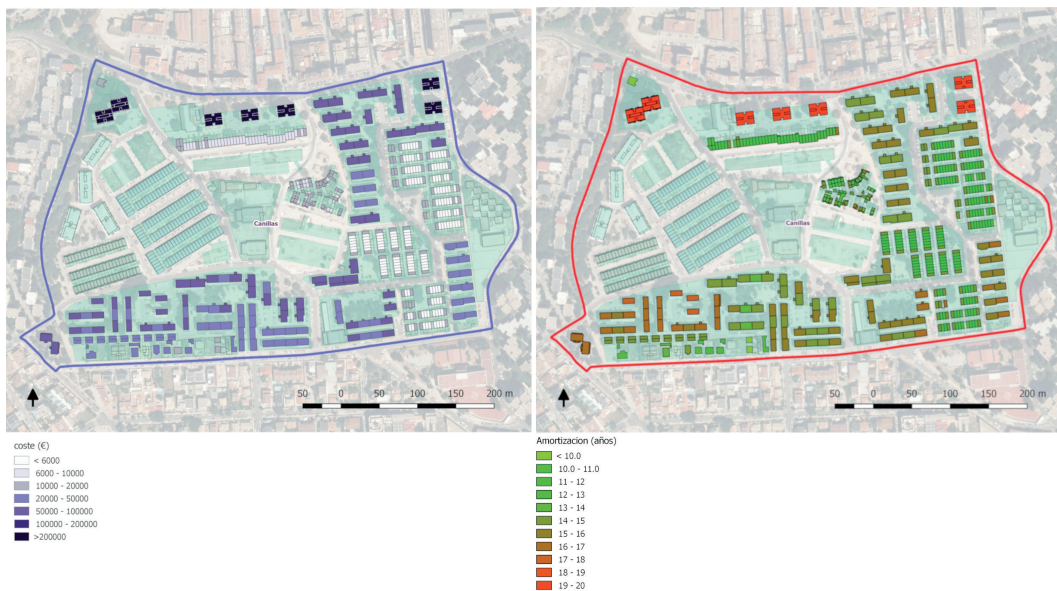 Canillas
50 0 50 100 150 200 m
coste (€)
< 6000
6000 - 10000
10000 - 20000
20000 - 50000
50000 - 100000
100000 - 200000
>200000
Canillas
50 0 50 100 150 200 m
Amortizacion (años)
< 10.0
10.0 - 11.0
11 - 12
12 - 13
13 - 14
14 - 15
15 - 16
16 - 17
17 - 18
18 - 19
19 - 20